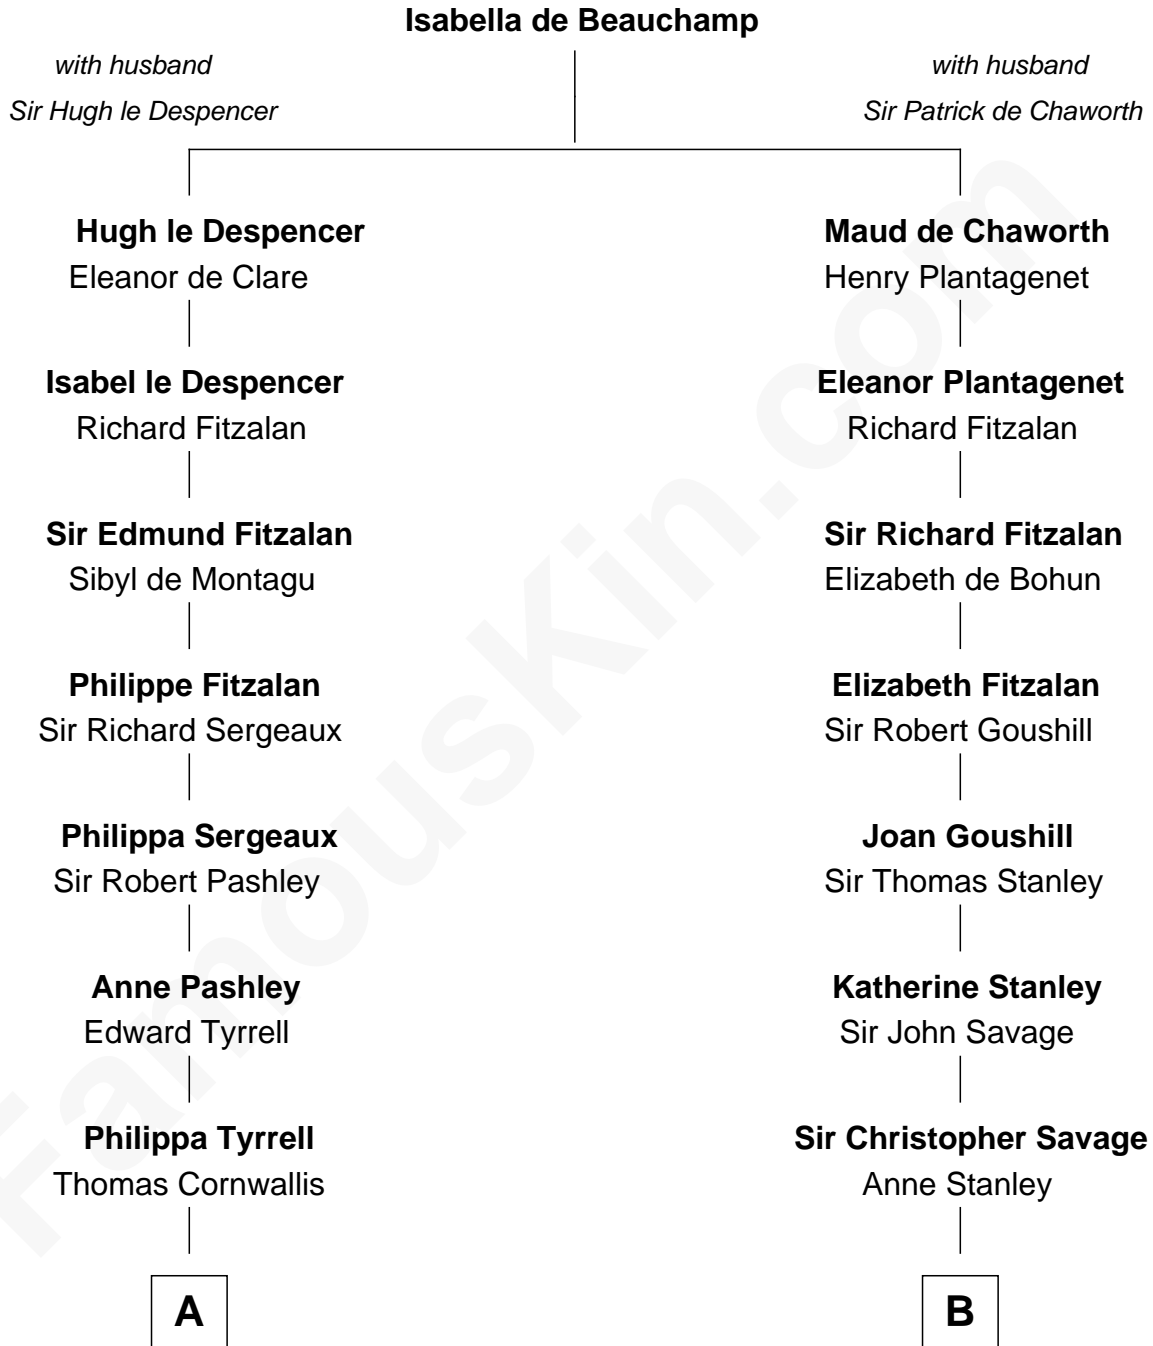 Isabella de Beauchamp
with husband
Sir Hugh le Despencer
with husband
Sir Patrick de Chaworth
Hugh le Despencer
Eleanor de Clare
Maud de Chaworth
Henry Plantagenet
Isabel le Despencer
Richard Fitzalan
Eleanor Plantagenet
Richard Fitzalan
Sir Edmund Fitzalan
Sibyl de Montagu
Sir Richard Fitzalan
Elizabeth de Bohun
Philippe Fitzalan
Sir Richard Sergeaux
Elizabeth Fitzalan
Sir Robert Goushill
Philippa Sergeaux
Sir Robert Pashley
Joan Goushill
Sir Thomas Stanley
Anne Pashley
Edward Tyrrell
Katherine Stanley
Sir John Savage
Philippa Tyrrell
Thomas Cornwallis
Sir Christopher Savage
Anne Stanley
A
B
FamousKin.com